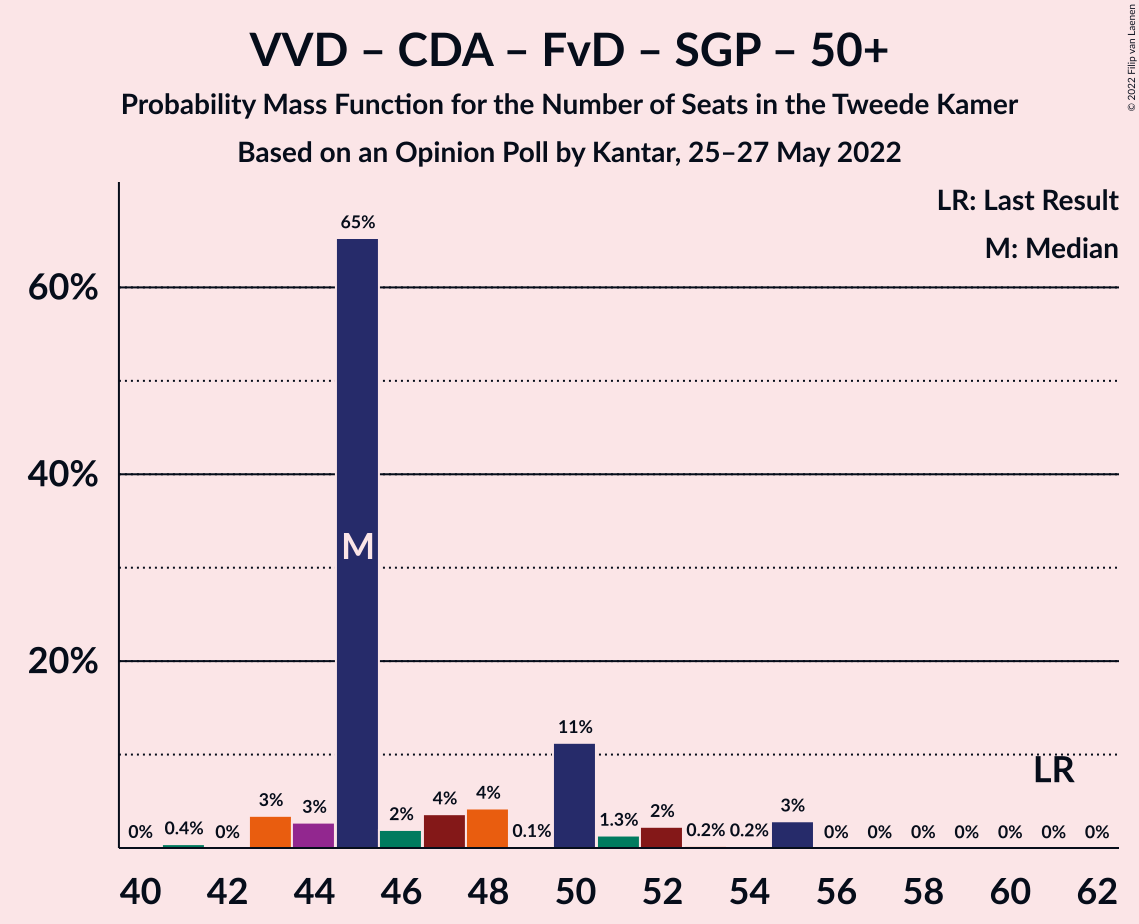 VVD – CDA – FvD – SGP – 50+
Probability Mass Function for the Number of Seats in the Tweede Kamer
Based on an Opinion Poll by Kantar, 25–27 May 2022
© 2022 Filip van Laenen
LR: Last Result
M: Median
60%
40%
20%
0% 0.4% 0% 3% 3% 65% 2% 4% 4% 0.1% 11% 1.3% 2% 0.2% 0.2% 3% 0% 0% 0% 0% 0% 0% 0%
M
LR
40 42 44 46 48 50 52 54 56 58 60 62